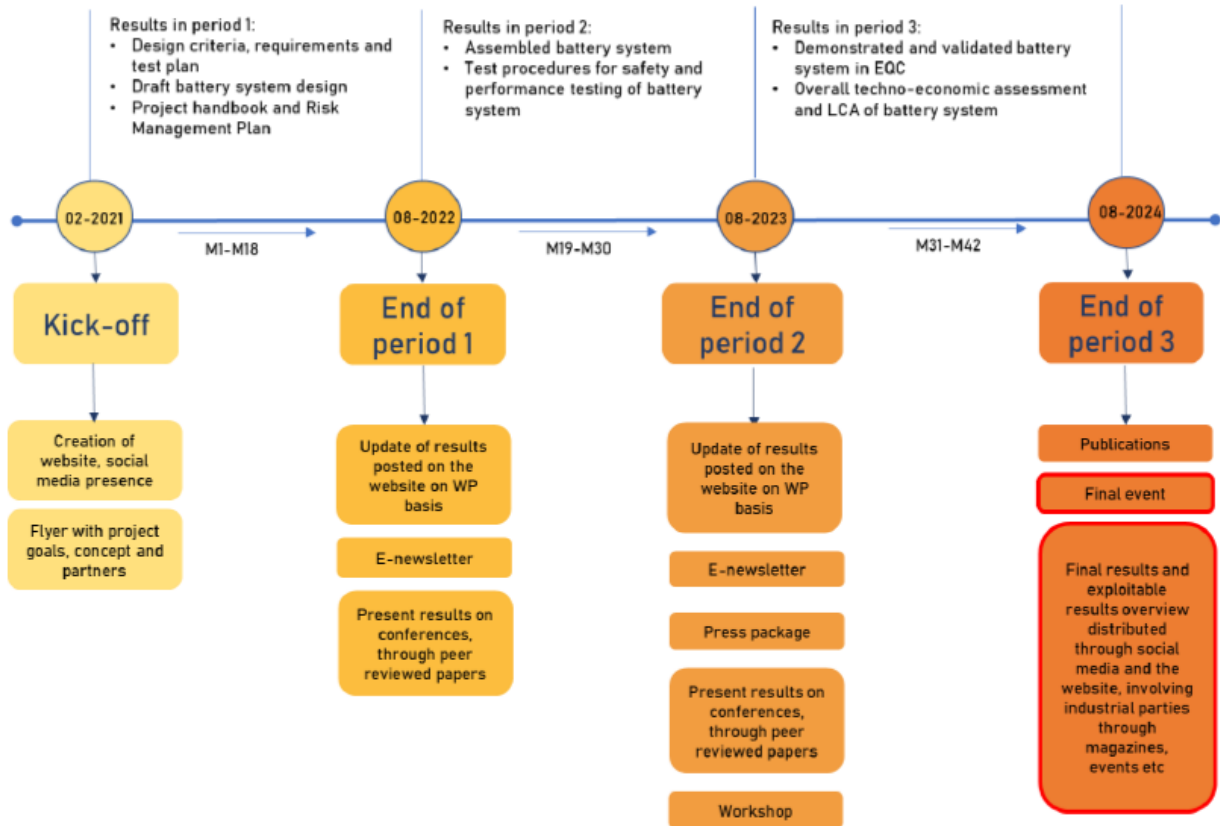 Results in period 1:
• Design criteria, requirements and
test plan
• Draft battery system design
• Project handbook and Risk
Management Plan
Results in period 2:
• Assembled battery system
• Test procedures for safety and
performance testing of battery
system
Results in period 3:
• Demonstrated and validated battery
system in EQC
• Overall techno-economic assessment
and LCA of battery system
02-2021
08-2022
08-2023
08-2024
M1-M18
M19-M30
M31-M42
Kick-off
End of
period 1
End of
period 2
End of
period 3
Creation of
website, social
media presence
Flyer with project
goals, concept and
partners
Update of results
posted on the
website on WP
basis
E-newsletter
Present results on
conferences,
through peer
reviewed papers
Update of results
posted on the
website on WP
basis
E-newsletter
Press package
Present results on
conferences,
through peer
reviewed papers
Workshop
Publications
Final event
Final results and
exploitable
results overview
distributed
through social
media and the
website, involving
industrial parties
through
magazines,
events etc